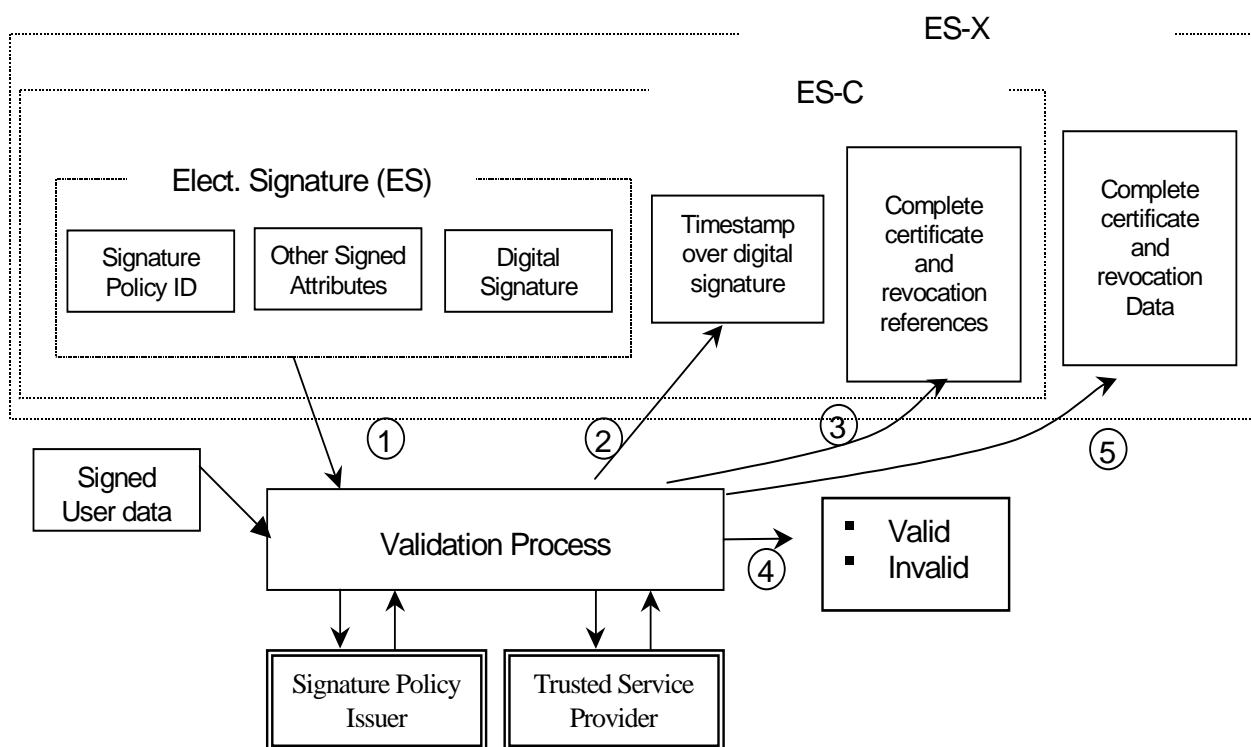 ES-X
ES-C
Elect. Signature (ES)
Signature
Policy ID
Other Signed
Attributes
Digital
Signature
Timestamp
over digital
signature
Complete
certificate
and
revocation
references
Complete
certificate
and
revocation
Data
1
2
3
5
Signed
User data
Validation Process
4
▪ Valid
▪ Invalid
Signature Policy
Issuer
Trusted Service
Provider